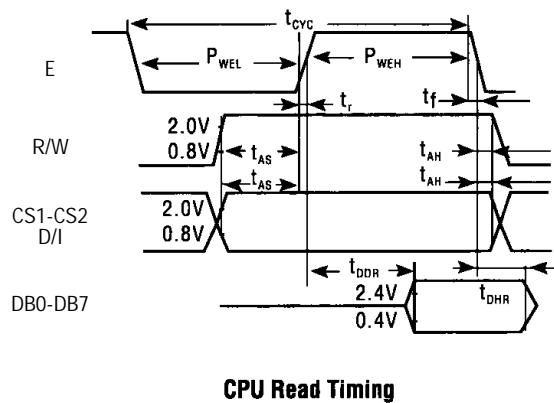 tCYC
E
PWEL
PWEH
tr
tf
R/W
2.0V
0.8V
tAS
tAH
tAS
tAH
CS1-CS2
D/I
2.0V
0.8V
tDDR
tDHR
DB0-DB7
2.4V
0.4V
CPU Read Timing